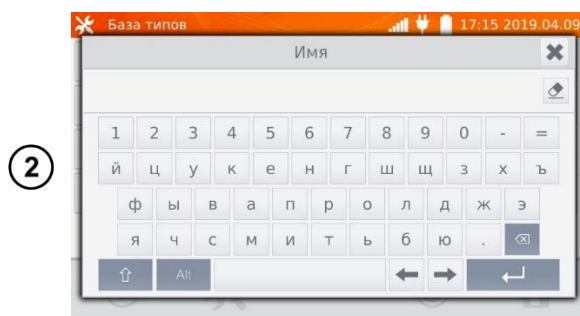 База типов 17:15 2019.04.09
Имя
2
1 2 3 4 5 6 7 8 9 0 - =
й ц у к е н г ш щ з х ъ
ф ы в а п р о л д ж э
я ч с м и т ь б ю .
Alt